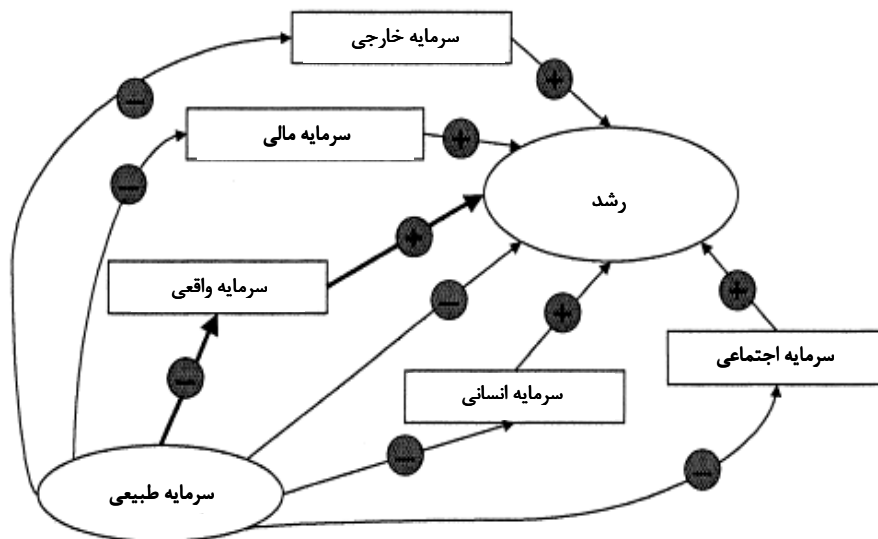 سرمایه خارجی
+
–
سرمایه مالی
+
–
رشد
+
سرمایه واقعی
–
+
+
–
سرمایه اجتماعی
سرمایه انسانی
–
–
–
سرمایه طبیعی